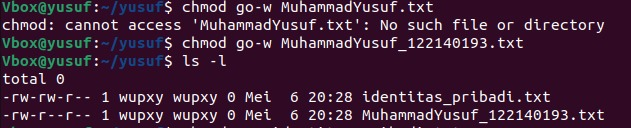 Vbox@yusuf:~/yusuf$ chmod go-w MuhammadYusuf.txt
chmod: cannot access 'MuhammadYusuf.txt': No such file or directory
Vbox@yusuf:~/yusuf$ chmod go-w MuhammadYusuf_122140193.txt
Vbox@yusuf:~/yusuf$ ls -l
total 0
-rw-rw-r-- 1 wupxy wupxy 0 Mei  6 20:28 identitas_pribadi.txt
-rw-r--r-- 1 wupxy wupxy 0 Mei  6 20:28 MuhammadYusuf_122140193.txt